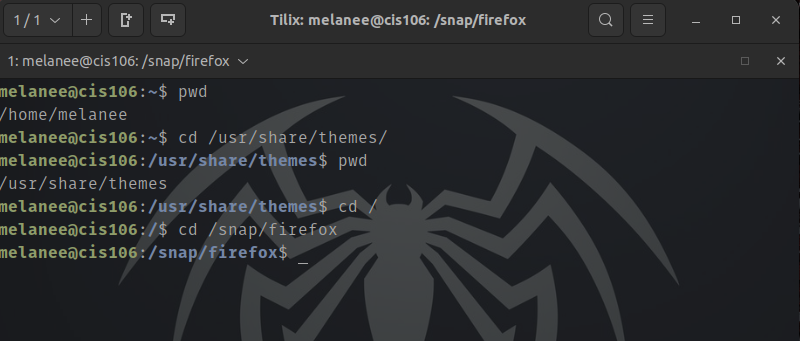 1 / 1
Tilix: melanee@cis106: /snap/firefox
1: melanee@cis106: /snap/firefox
melanee@cis106:~$ pwd
/home/melanee
melanee@cis106:~$ cd /usr/share/themes/
melanee@cis106:/usr/share/themes$ pwd
/usr/share/themes
melanee@cis106:/usr/share/themes$ cd /
melanee@cis106:/$ cd /snap/firefox
melanee@cis106:/snap/firefox$ _